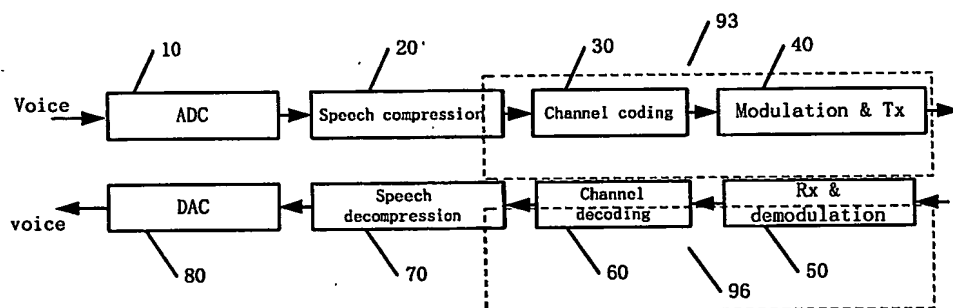 10 20 30 93 40
Voice ADC Speech compression Channel coding Modulation & Tx
voice DAC Speech decompression Channel decoding Rx & demodulation
80 70 60 96 50